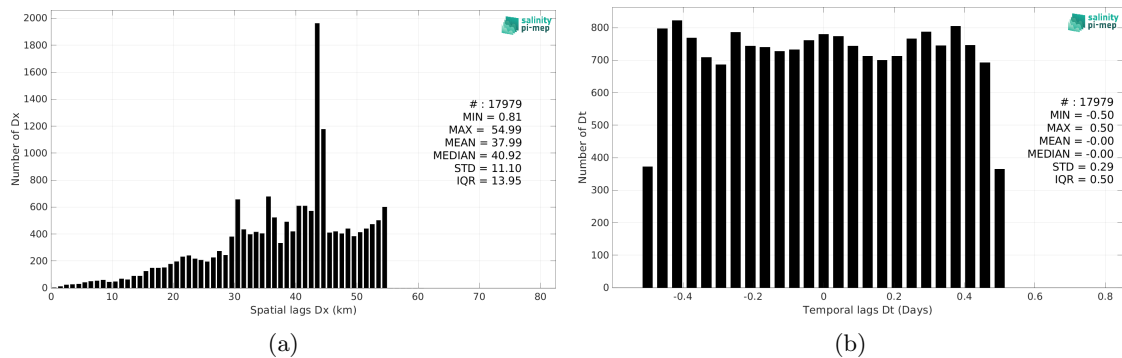 2000
1800
1600
1400
1200
1000
800
600
400
200
0
Number of Dx
salinity
pi-mep
# : 17979
MIN = 0.81
MAX = 54.99
MEAN = 37.99
MEDIAN = 40.92
STD = 11.10
IQR = 13.95
0 10 20 30 40 50 60 70 80
Spatial lags Dx (km)
(a)
800
700
600
500
400
300
200
100
0
Number of Dt
salinity
pi-mep
# : 17979
MIN = -0.50
MAX = 0.50
MEAN = -0.00
MEDIAN = -0.00
STD = 0.29
IQR = 0.50
-0.4 -0.2 0 0.2 0.4 0.6 0.8
Temporal lags Dt (Days)
(b)